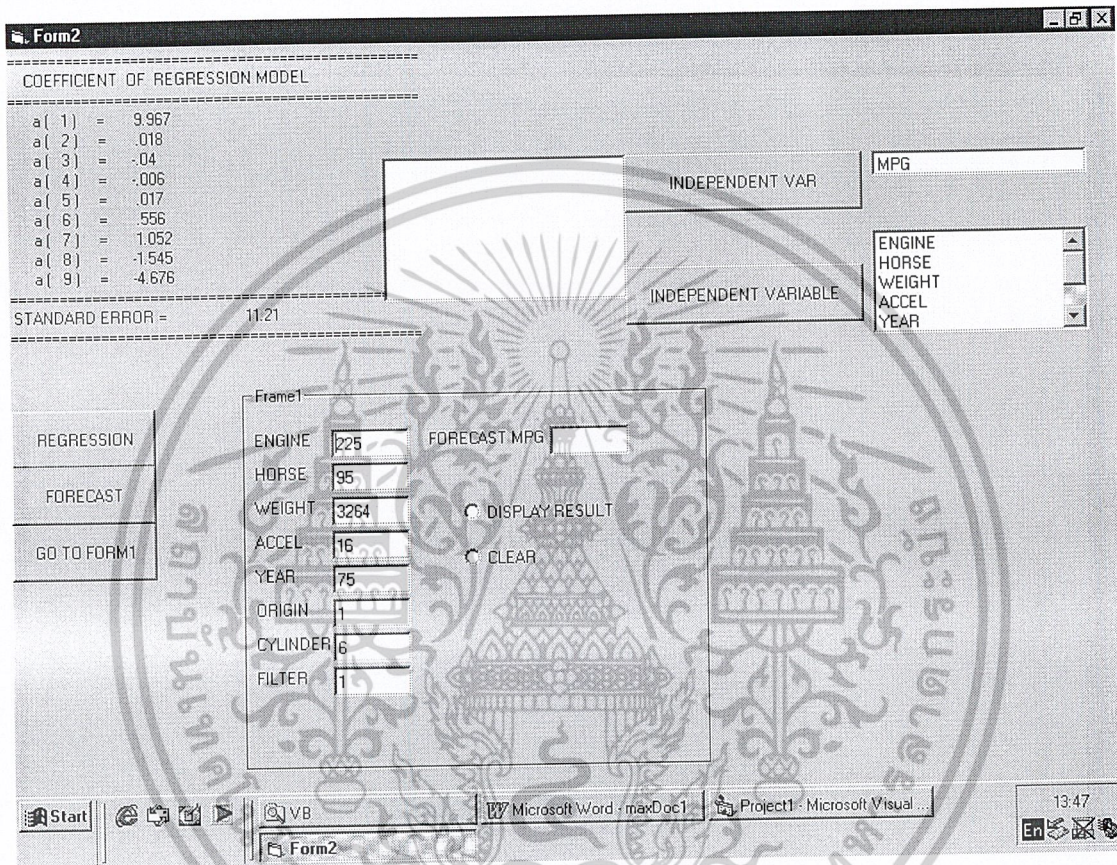 Form2
COEFFICIENT OF REGRESSION MODEL
a( 1) = 9.967
a( 2) = .018
a( 3) = -.04
a( 4) = -.006
a( 5) = .017
a( 6) = .556
a( 7) = 1.052
a( 8) = -1.545
a( 9) = -4.676
STANDARD ERROR = 11.21
INDEPENDENT VAR
MPG
INDEPENDENT VARIABLE
ENGINE
HORSE
WEIGHT
ACCEL
YEAR
REGRESSION
FORECAST
GO TO FORM1
Frame1
ENGINE 225
HORSE 95
WEIGHT 3264
ACCEL 16
YEAR 75
ORIGIN 1
CYLINDER 6
FILTER 1
FORECAST MPG
DISPLAY RESULT
CLEAR
Start
VB
Microsoft Word - maxDoc1
Project1 - Microsoft Visual ...
Form2
13:47
En